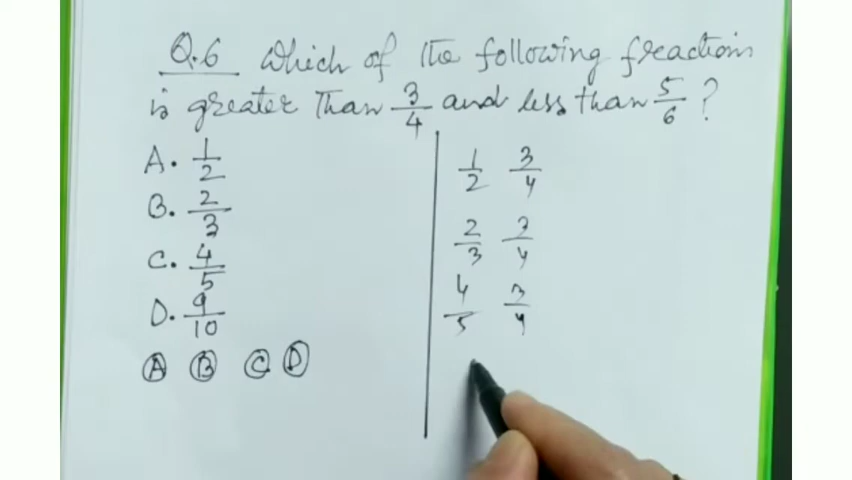 Q.6 Which of the following fractions
is greater than 3/4 and less than 5/6 ?
A. 1/2
B. 2/3
C. 4/5
D. 9/10
A B C D
1/2 3/4
2/3 3/4
4/5 3/4